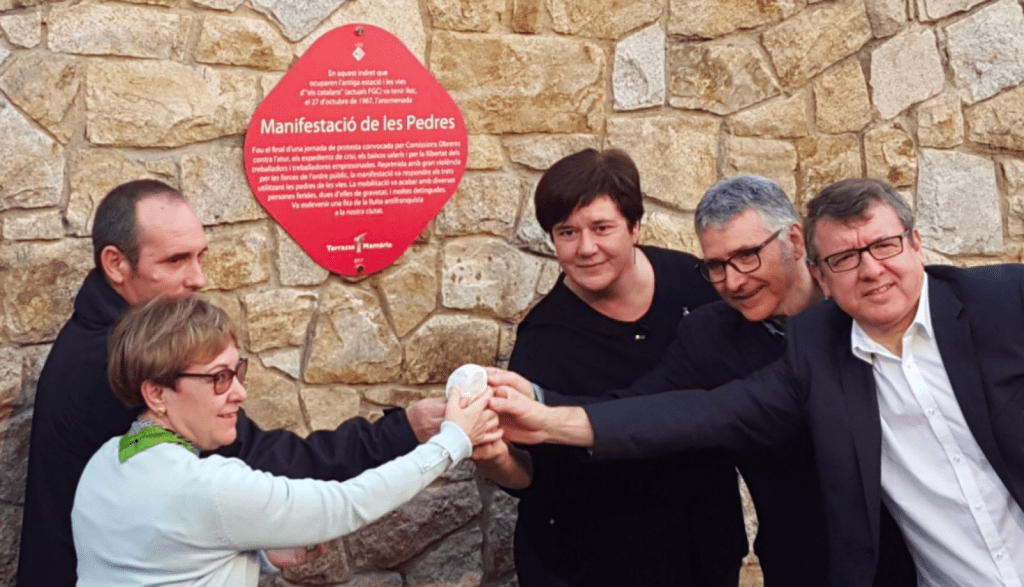 En aquest indret que
ocuparen l'antiga estació i les vies
d'"els catalans" (actuals FGC) va tenir lloc,
el 27 d'octubre de 1967, l'anomenada
Manifestació de les Pedres
Fou el final d'una jornada de protesta convocada per Comissions Obreres
contra l'atur, els expedients de crisi, els baixos salaris i per la llibertat dels
treballadors i treballadores empresonades. Reprimida amb gran violència
per les forces de l'ordre públic, la manifestació va respondre als trets
utilitzant les pedres de les vies. La mobilització va acabar amb diverses
persones ferides, dues d'elles de gravetat, i moltes detingudes.
Va esdevenir una fita de la lluita antifranquista
a la nostra ciutat.
Terrassa Memòria
2017